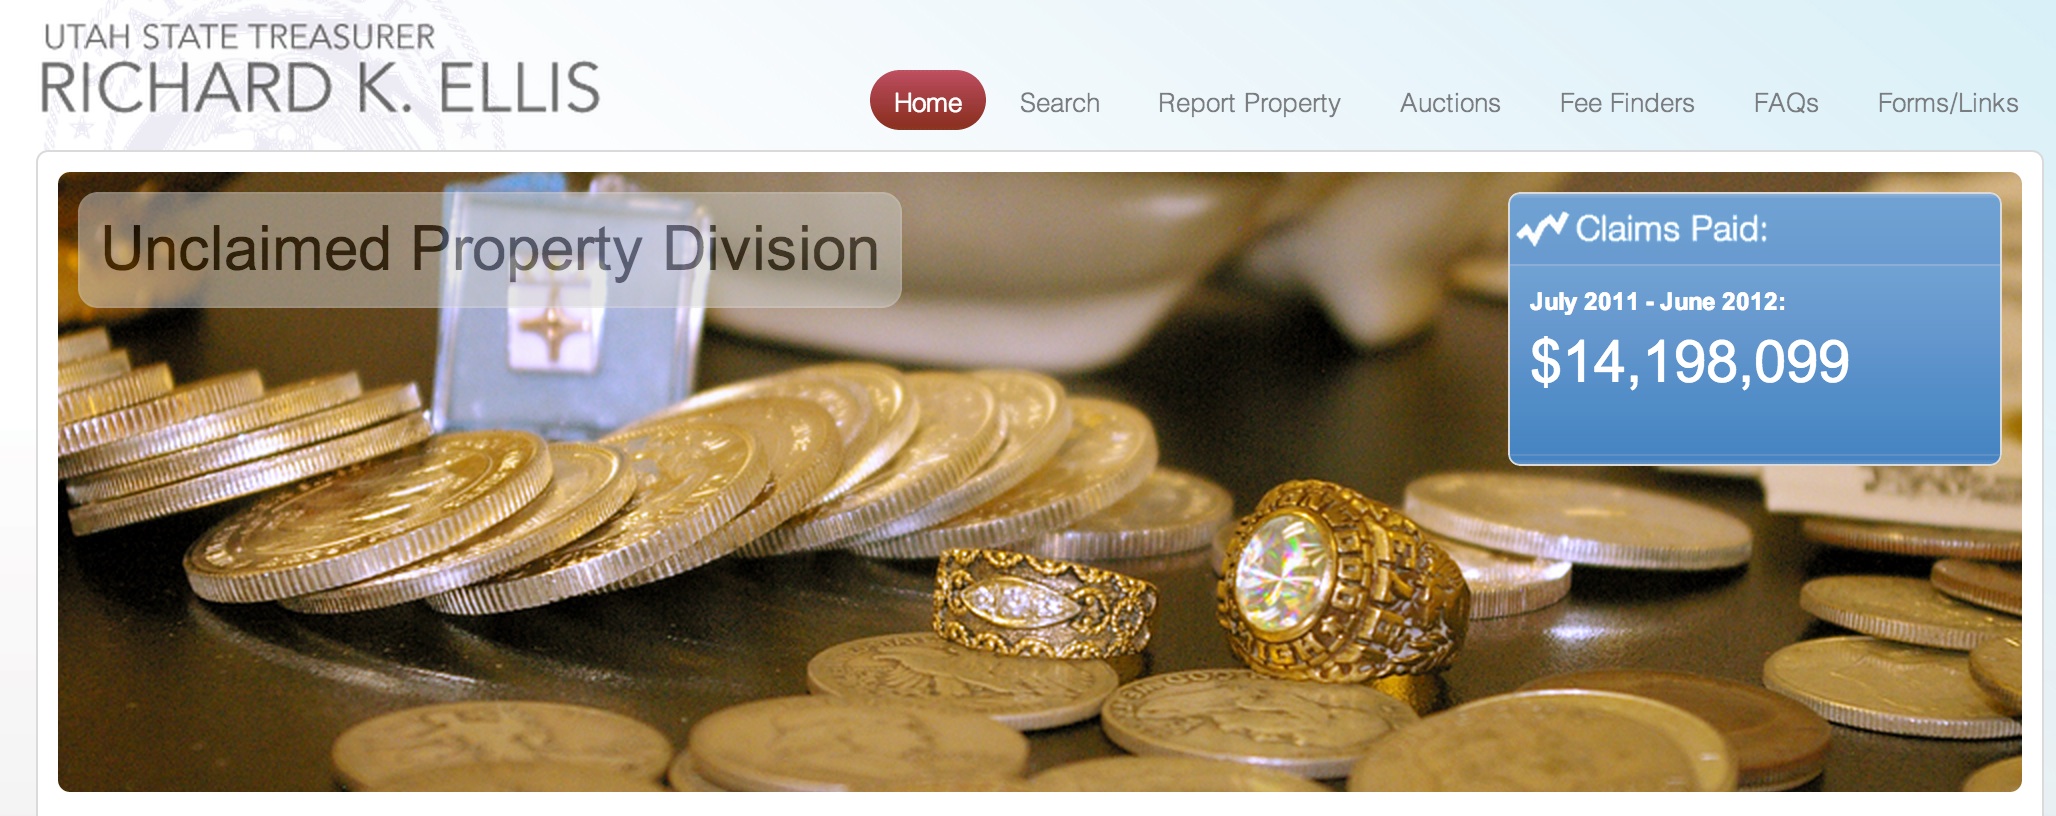 UTAH STATE TREASURER
RICHARD K. ELLIS
Home Search Report Property Auctions Fee Finders FAQs Forms/Links
Unclaimed Property Division
Claims Paid:
July 2011 - June 2012:
$14,198,099